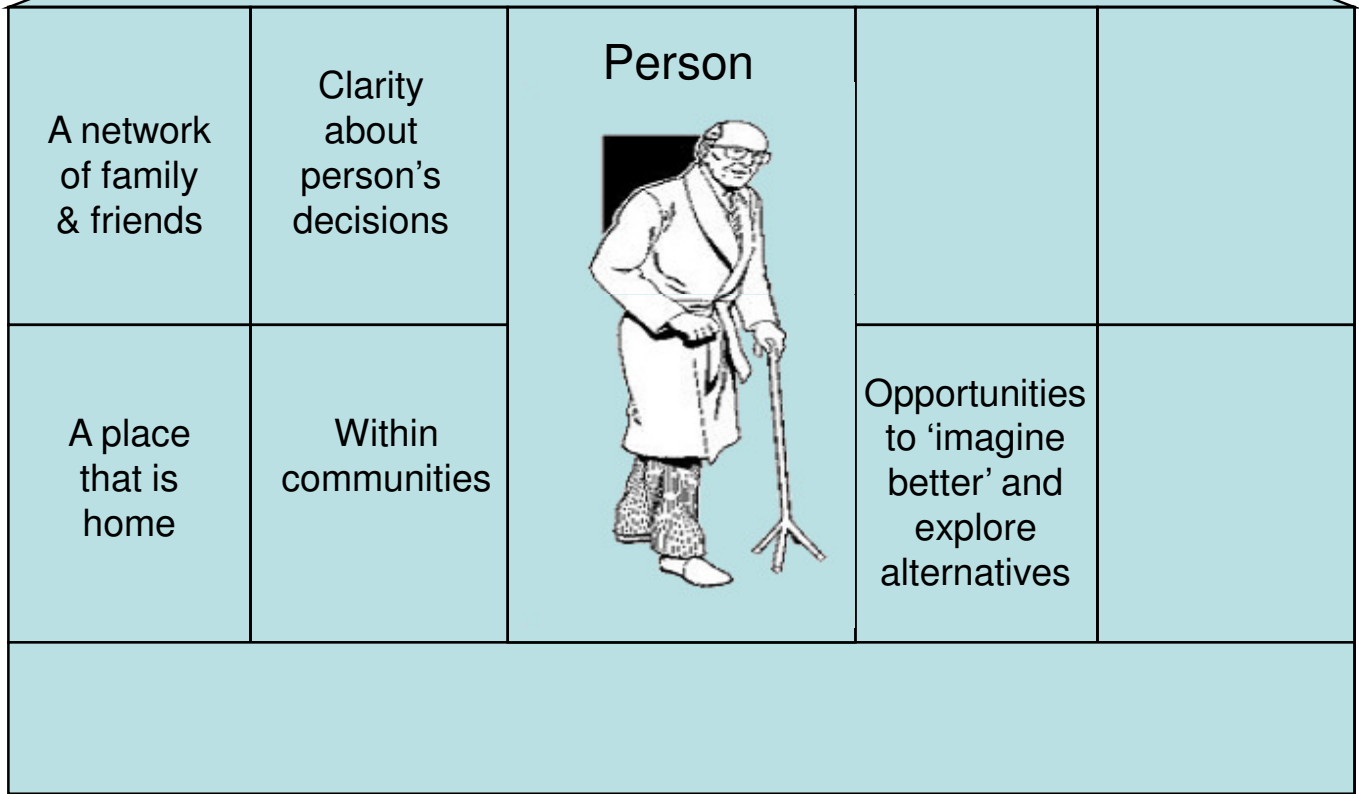 A network
of family
& friends
Clarity
about
person’s
decisions
Person
A place
that is
home
Within
communities
Opportunities
to ‘imagine
better’ and
explore
alternatives